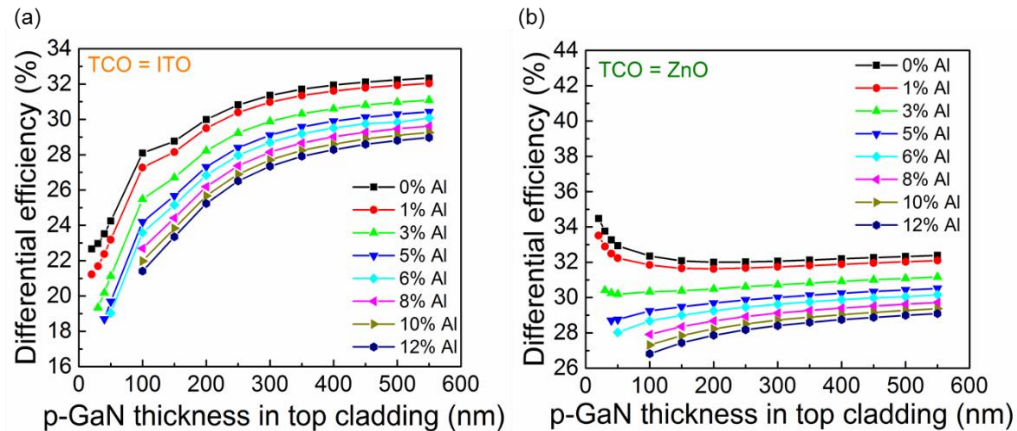 (a)
TCO = ITO
Differential efficiency (%)
34
32
30
28
26
24
22
20
18
16
0% Al
1% Al
3% Al
5% Al
6% Al
8% Al
10% Al
12% Al
0 100 200 300 400 500 600
p-GaN thickness in top cladding (nm)
(b)
TCO = ZnO
Differential efficiency (%)
44
42
40
38
36
34
32
30
28
26
0% Al
1% Al
3% Al
5% Al
6% Al
8% Al
10% Al
12% Al
0 100 200 300 400 500 600
p-GaN thickness in top cladding (nm)